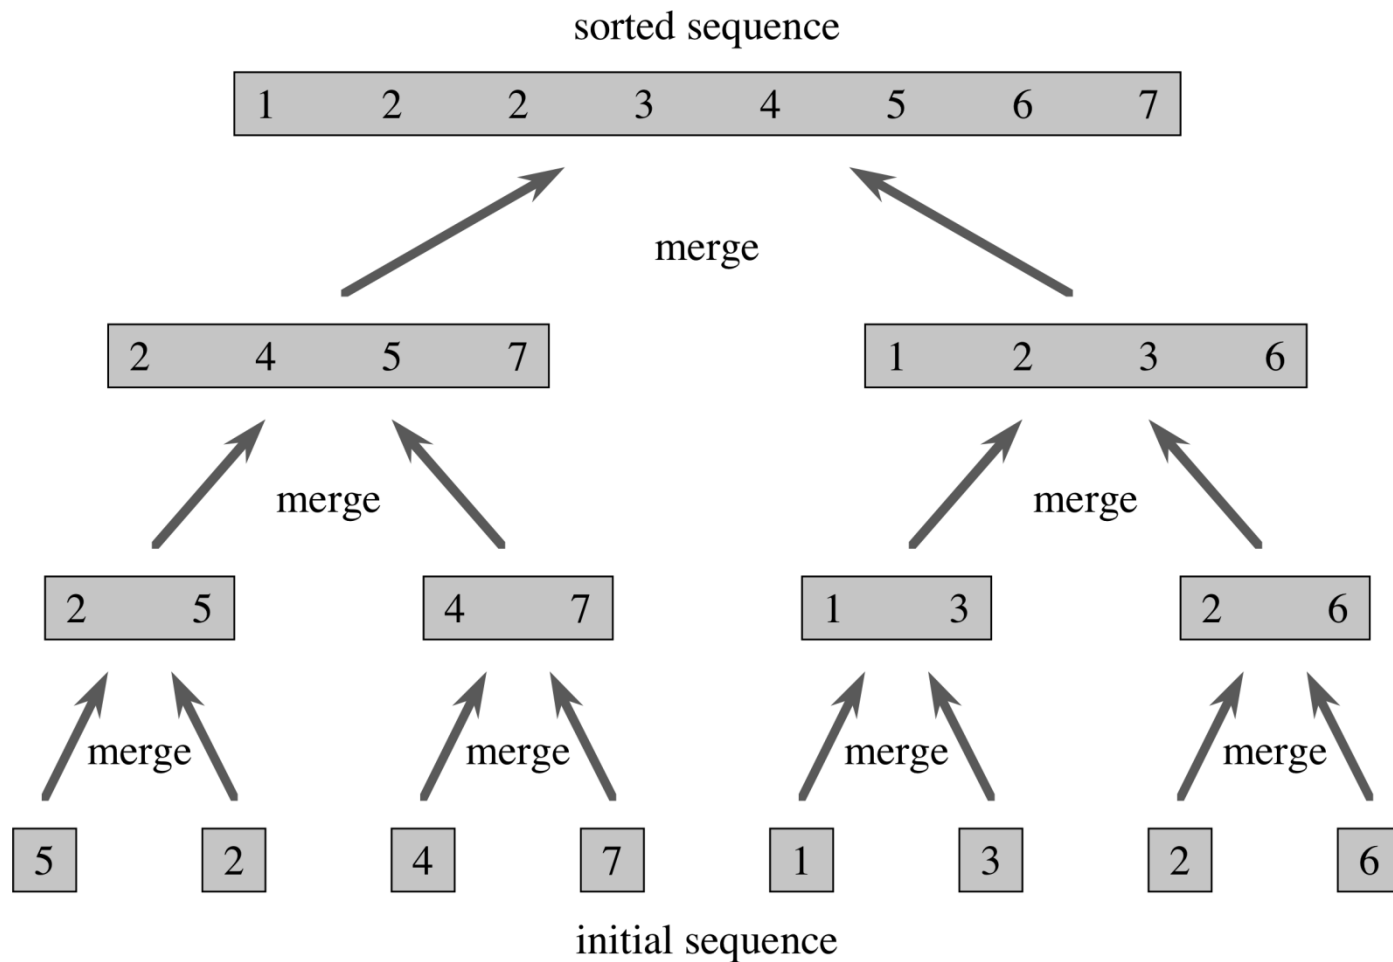 sorted sequence
1 2 2 3 4 5 6 7
merge
2 4 5 7 1 2 3 6
merge merge
2 5 4 7 1 3 2 6
merge merge merge merge
5 2 4 7 1 3 2 6
initial sequence